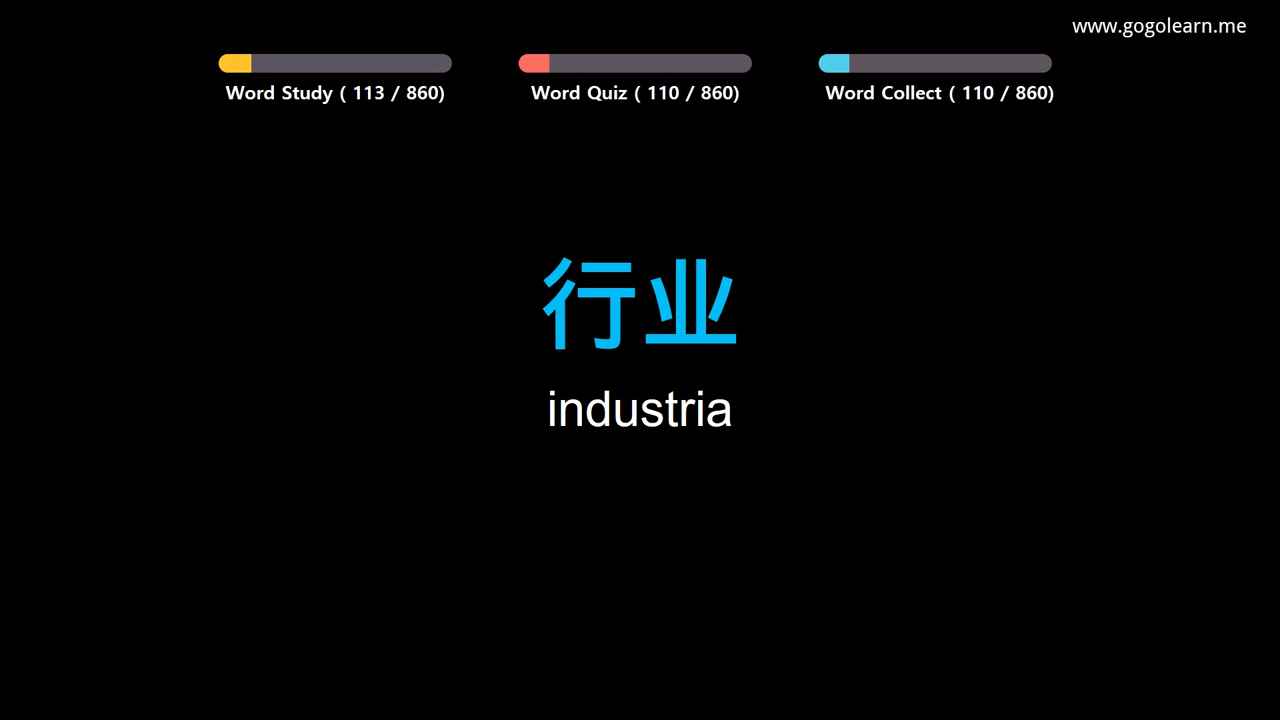 www.gogolearn.me
Word Study ( 113 / 860)
Word Quiz ( 110 / 860)
Word Collect ( 110 / 860)
行业
industria